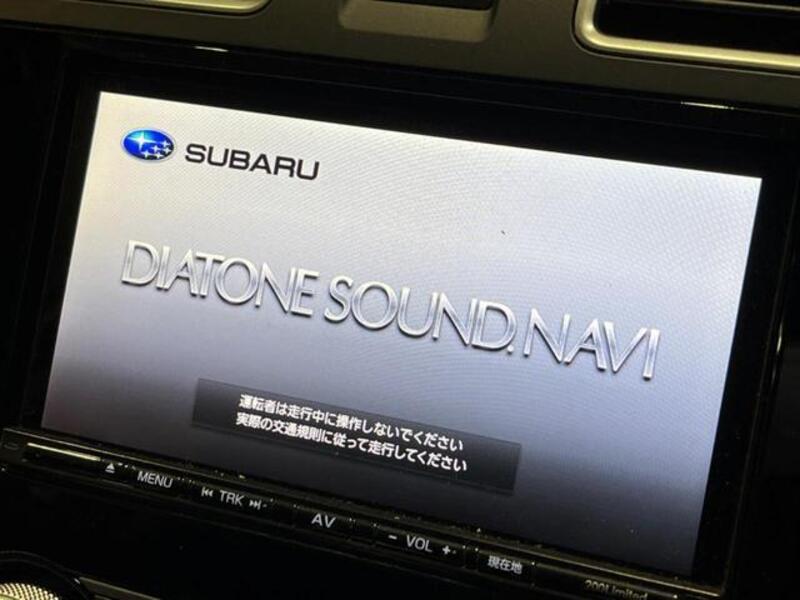 SUBARU
DIATONE SOUND.NAVI
運転者は走行中に操作しないでください
実際の交通規則に従って走行してください
MENU
TRK
AV
− VOL +
現在地
200Limited